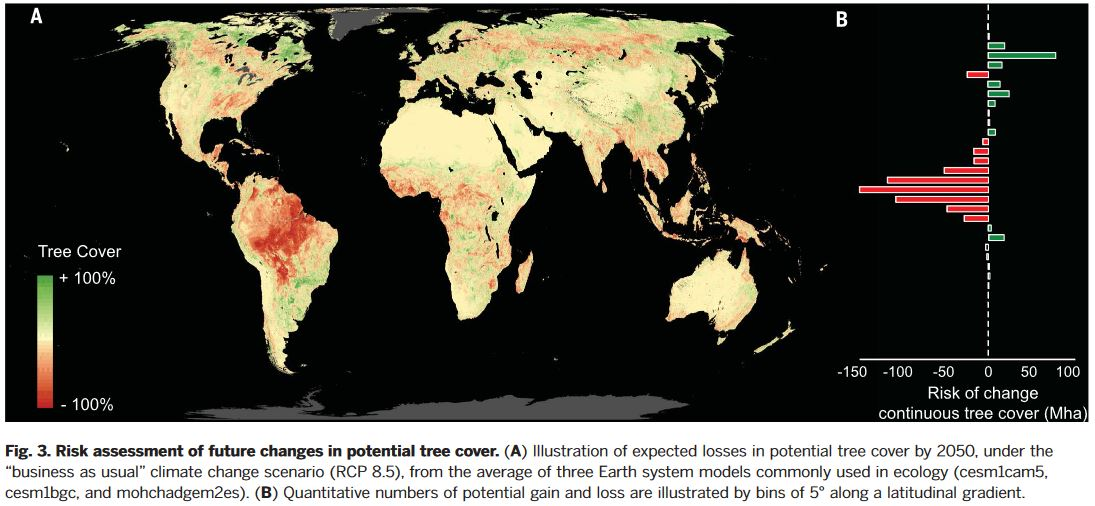 A
B
Tree Cover
+ 100%
- 100%
-150 -100 -50 0 50 100
Risk of change
continuous tree cover (Mha)
Fig. 3. Risk assessment of future changes in potential tree cover. (A) Illustration of expected losses in potential tree cover by 2050, under the
“business as usual” climate change scenario (RCP 8.5), from the average of three Earth system models commonly used in ecology (cesm1cam5,
cesm1bgc, and mohchadgem2es). (B) Quantitative numbers of potential gain and loss are illustrated by bins of 5° along a latitudinal gradient.